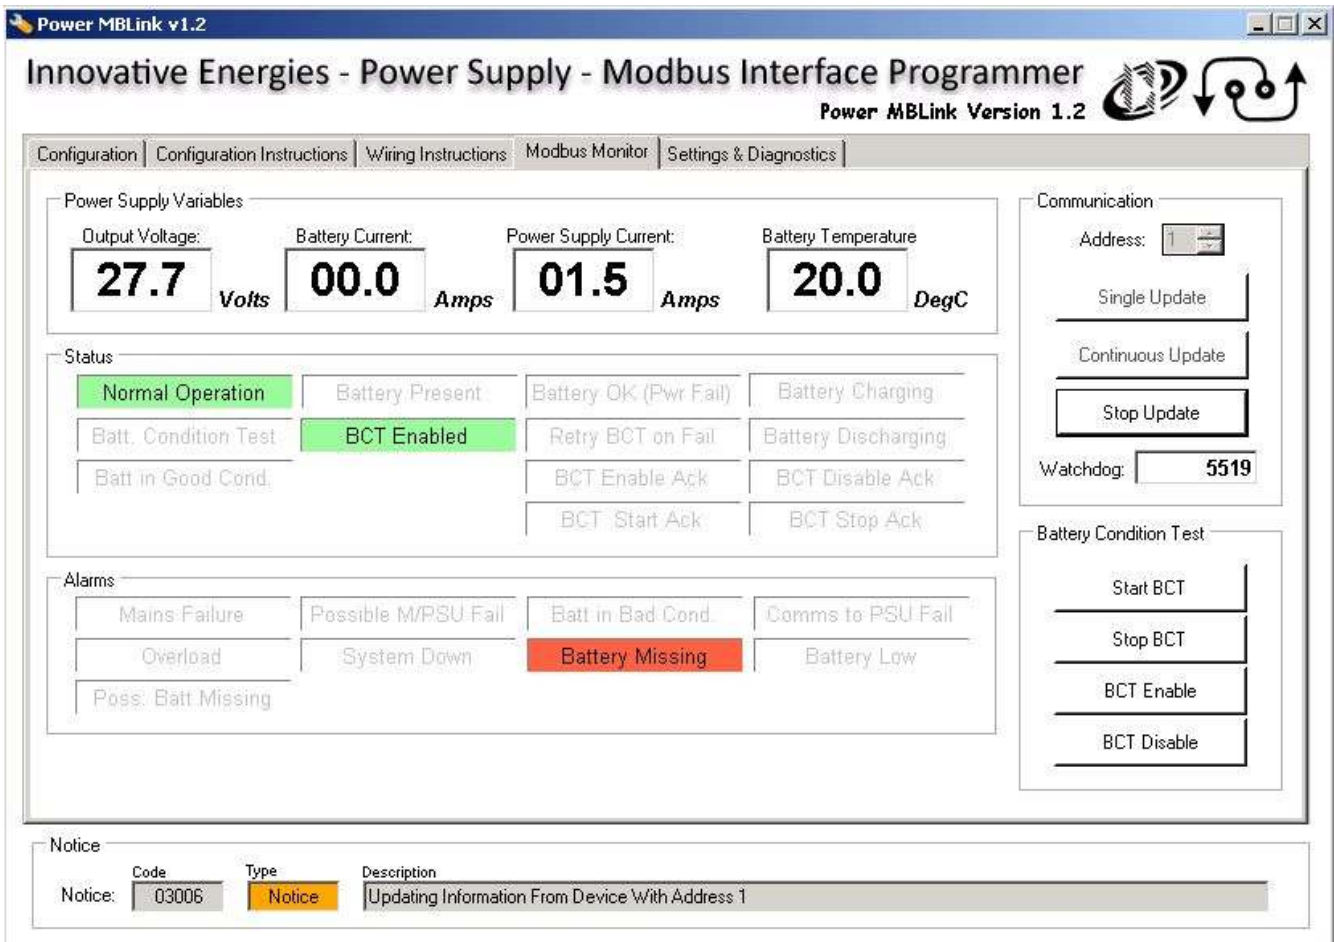 Power MBLink v1.2
Innovative Energies - Power Supply - Modbus Interface Programmer
Power MBLink Version 1.2
Configuration Configuration Instructions Wiring Instructions Modbus Monitor Settings & Diagnostics
Power Supply Variables
Output Voltage: Battery Current: Power Supply Current: Battery Temperature
27.7 Volts 00.0 Amps 01.5 Amps 20.0 DegC
Status
Normal Operation Battery Present Battery OK (Pwr Fail) Battery Charging
Batt. Condition Test BCT Enabled Retry BCT on Fail Battery Discharging
Batt in Good Cond. BCT Enable Ack BCT Disable Ack
BCT Start Ack BCT Stop Ack
Alarms
Mains Failure Possible M/PSU Fail Batt in Bad Cond. Comms to PSU Fail
Overload System Down Battery Missing Battery Low
Poss. Batt Missing
Communication
Address: 1
Single Update
Continuous Update
Stop Update
Watchdog: 5519
Battery Condition Test
Start BCT
Stop BCT
BCT Enable
BCT Disable
Notice
Code Type Description
Notice: 03006 Notice Updating Information From Device With Address 1